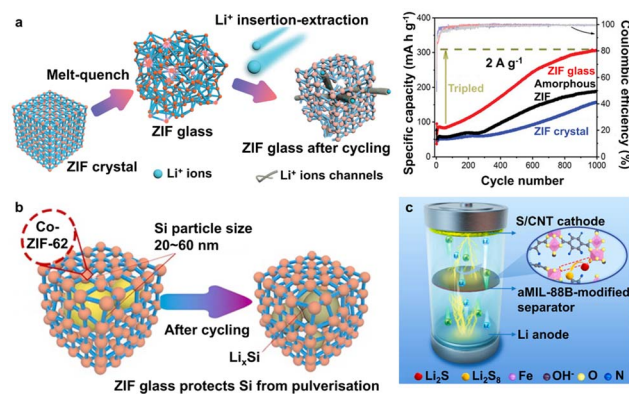 a
Li⁺ insertion-extraction
Melt-quench
ZIF crystal
ZIF glass
ZIF glass after cycling
Li⁺ ions
Li⁺ ions channels
Specific capacity (mA h g⁻¹)
400
350
300
250
200
150
100
50
0
Tripled
2 A g⁻¹
ZIF glass
Amorphous
ZIF
ZIF crystal
100
80
60
40
20
0
Coulombic efficiency (%)
0 200 400 600 800 1000
Cycle number
b
Co-
ZIF-62
Si particle size
20~60 nm
After cycling
LiₓSi
ZIF glass protects Si from pulverisation
c
S/CNT cathode
aMIL-88B-modified
separator
Li anode
Li₂S Li₂S₈ Fe OH⁻ O N